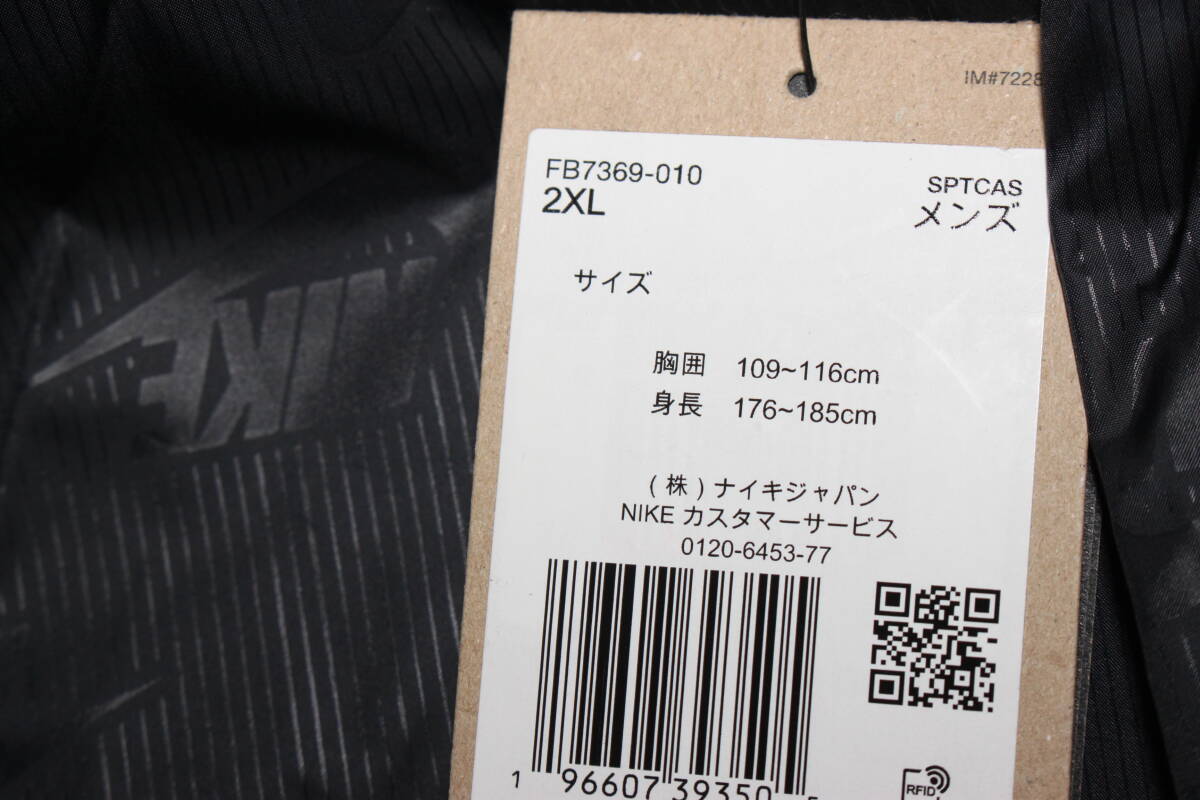 IM#7228
FB7369-010
2XL
SPTCAS
メンズ
サイズ
胸囲 109~116cm
身長 176~185cm
(株)ナイキジャパン
NIKE カスタマーサービス
0120-6453-77
1 96607 39350 5
RFID
NIKE